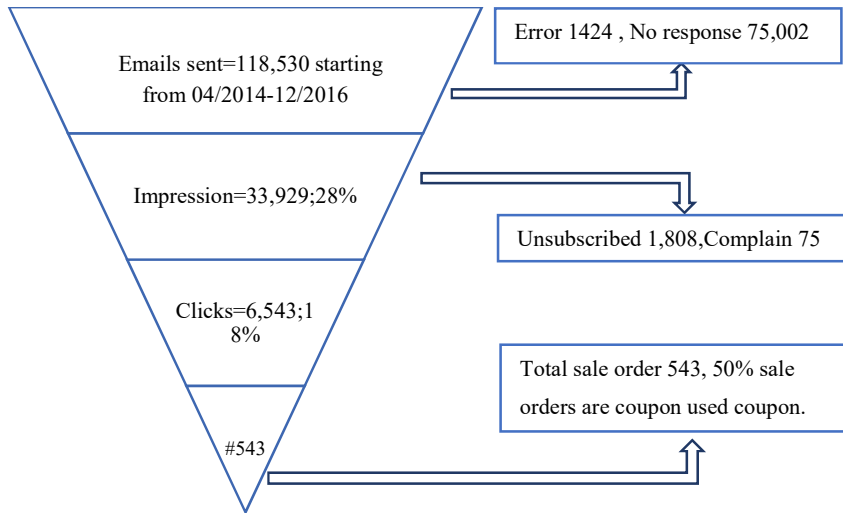 Error 1424 , No response 75,002
Emails sent=118,530 starting
from 04/2014-12/2016
Impression=33,929;28%
Unsubscribed 1,808,Complain 75
Clicks=6,543;1
8%
Total sale order 543, 50% sale
orders are coupon used coupon.
#543